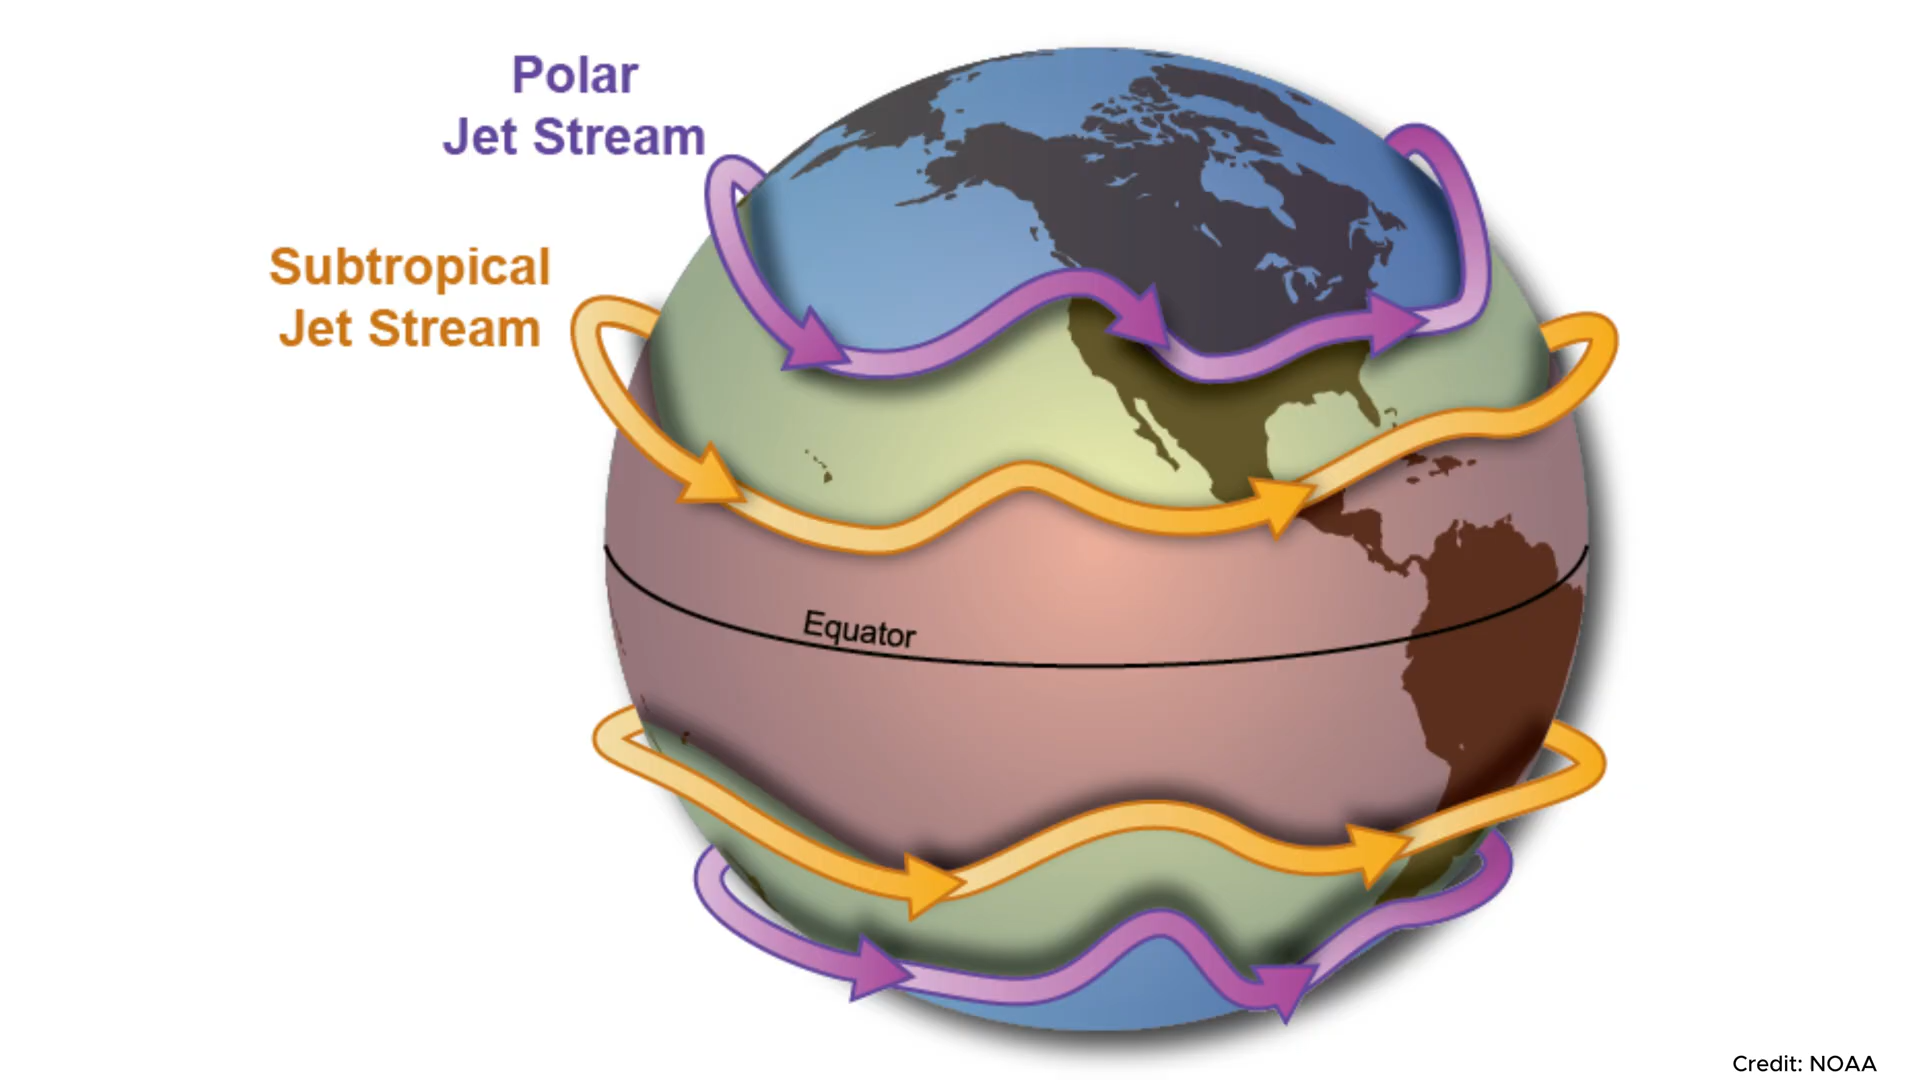 Polar
Jet Stream
Subtropical
Jet Stream
Equator
Credit: NOAA